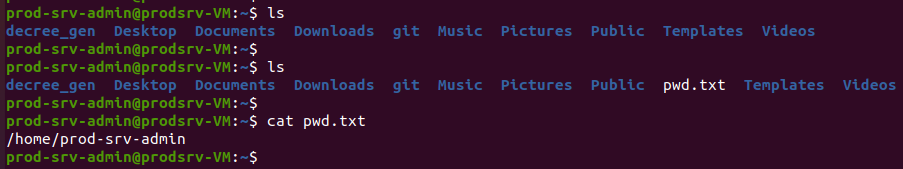 prod-srv-admin@prodsrv-VM:~$ ls
decree_gen Desktop Documents Downloads git Music Pictures Public Templates Videos
prod-srv-admin@prodsrv-VM:~$
prod-srv-admin@prodsrv-VM:~$ ls
decree_gen Desktop Documents Downloads git Music Pictures Public pwd.txt Templates Videos
prod-srv-admin@prodsrv-VM:~$
prod-srv-admin@prodsrv-VM:~$ cat pwd.txt
/home/prod-srv-admin
prod-srv-admin@prodsrv-VM:~$